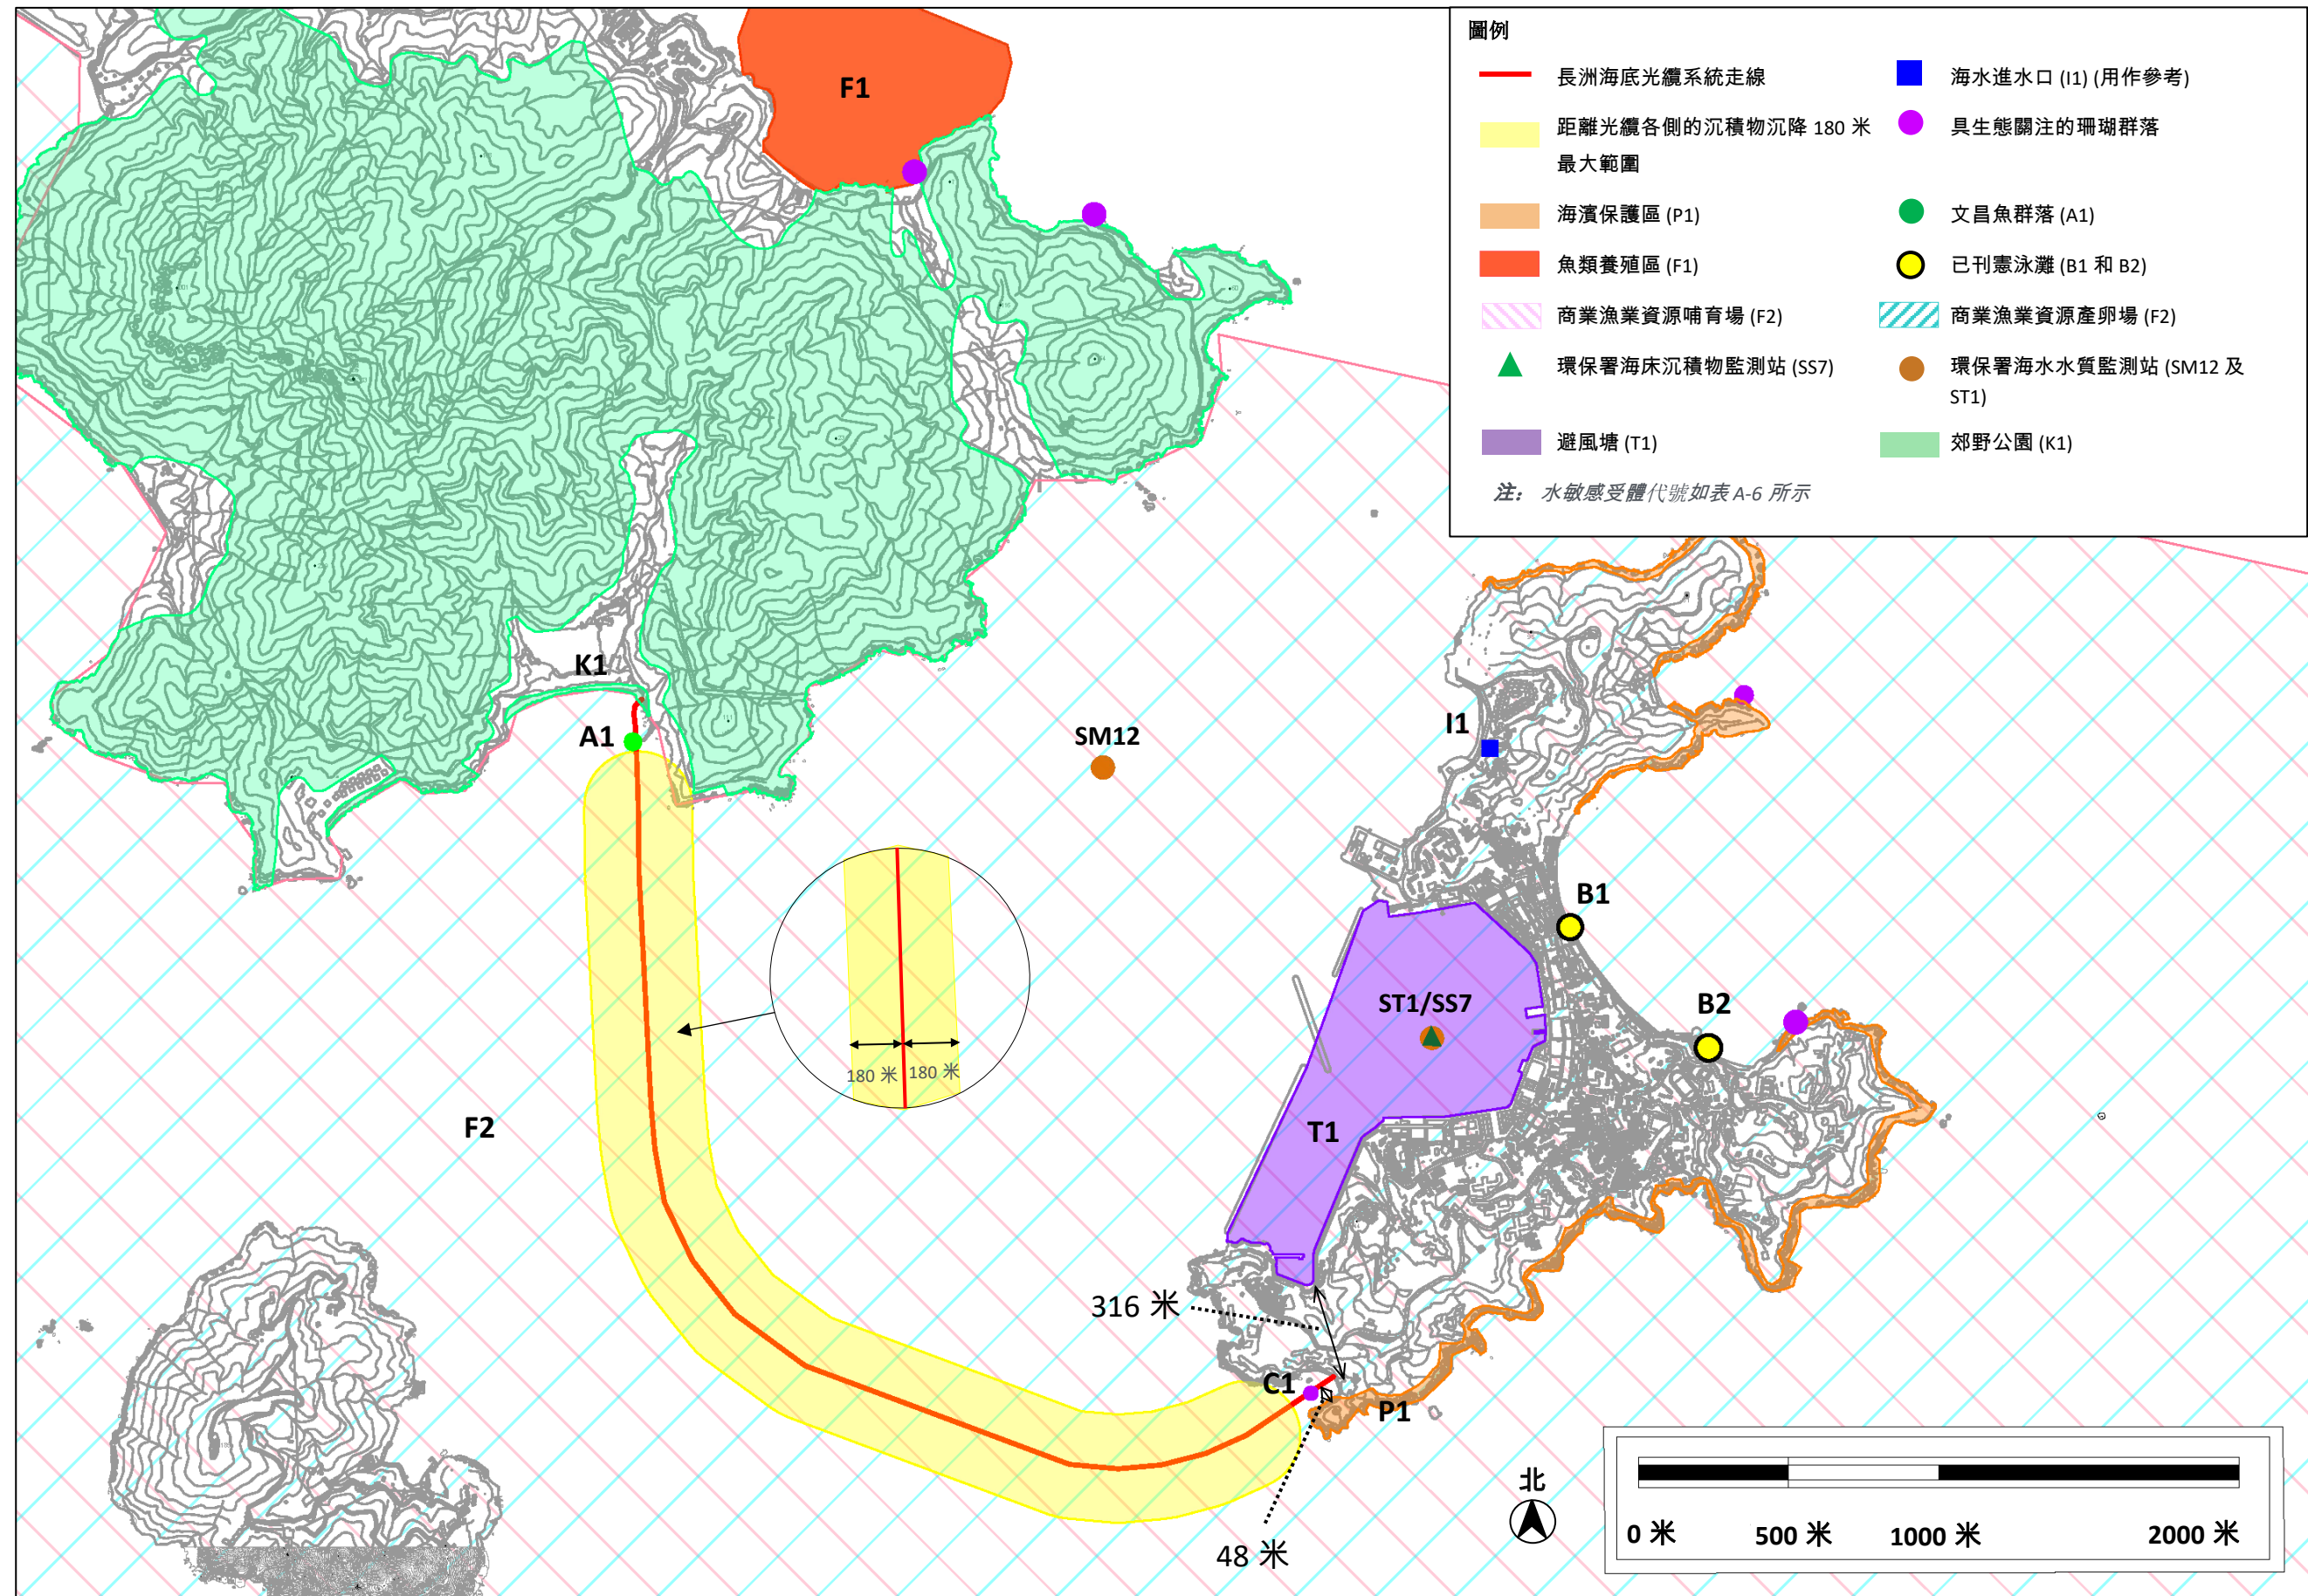 圖例
長洲海底光纜系統走線
海水進水口 (I1) (用作參考)
距離光纜各側的沉積物沉降 180 米
最大範圍
具生態關注的珊瑚群落
海濱保護區 (P1)
文昌魚群落 (A1)
魚類養殖區 (F1)
已刊憲泳灘 (B1 和 B2)
商業漁業資源哺育場 (F2)
商業漁業資源產卵場 (F2)
環保署海床沉積物監測站 (SS7)
環保署海水水質監測站 (SM12 及
ST1)
避風塘 (T1)
郊野公園 (K1)
注: 水敏感受體代號如表 A-6 所示
F1
K1
A1
SM12
I1
B1
B2
ST1/SS7
180 米
180 米
F2
T1
316 米
C1
P1
48 米
北
0 米
500 米
1000 米
2000 米